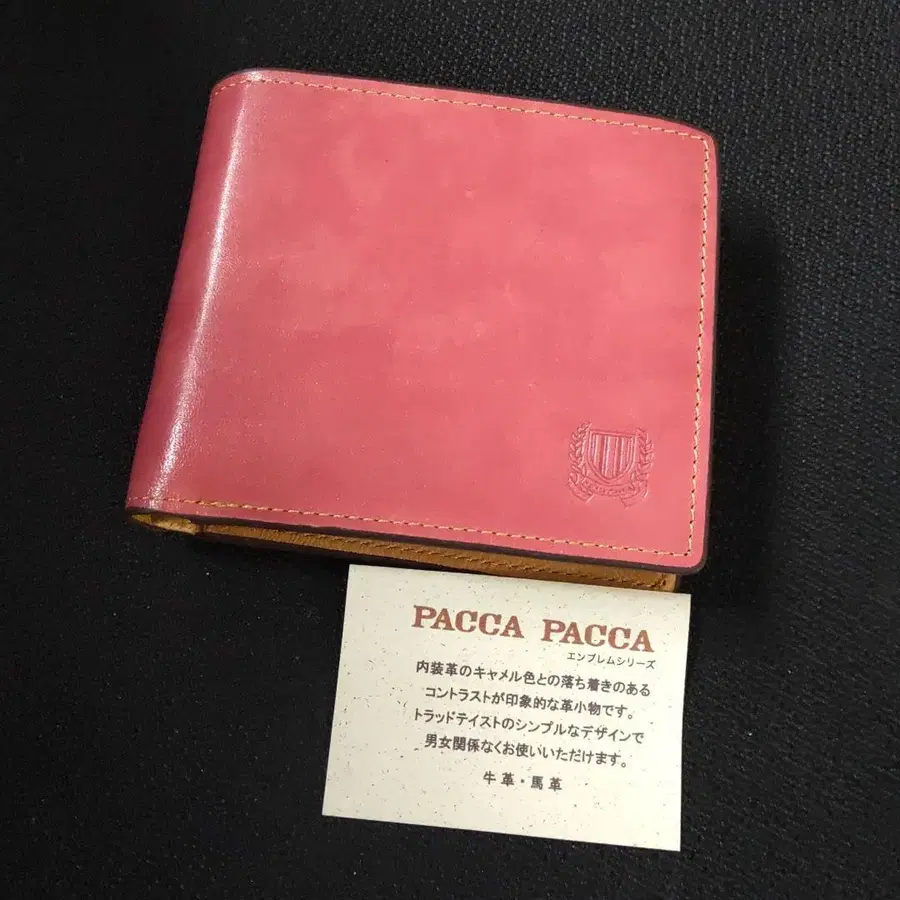 PACCA PACCA
エンブレムシリーズ
内装革のキャメル色との落ち着きのある
コントラストが印象的な革小物です。
トラッドテイストのシンプルなデザインで
男女関係なくお使いいただけます。
牛革・馬革